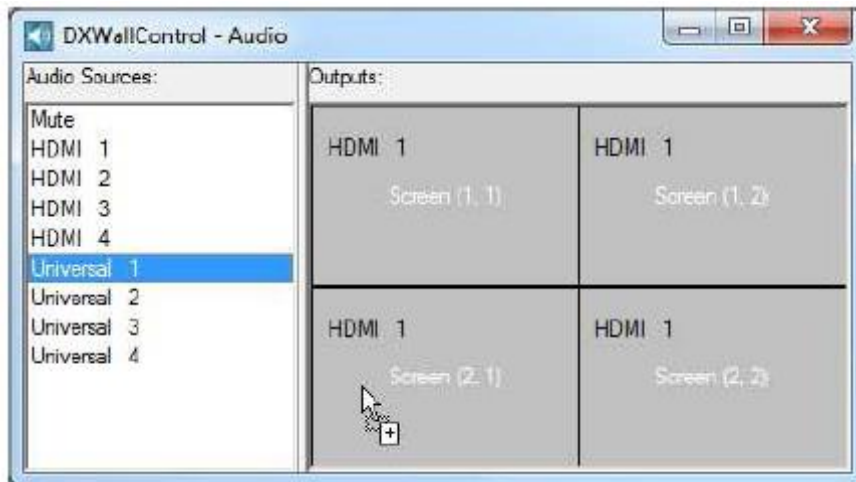 DXWallControl - Audio
Audio Sources:
Outputs:
Mute
HDMI 1
HDMI 2
HDMI 3
HDMI 4
Universal 1
Universal 2
Universal 3
Universal 4
HDMI 1
Screen (1, 1)
HDMI 1
Screen (1, 2)
HDMI 1
Screen (2, 1)
HDMI 1
Screen (2, 2)